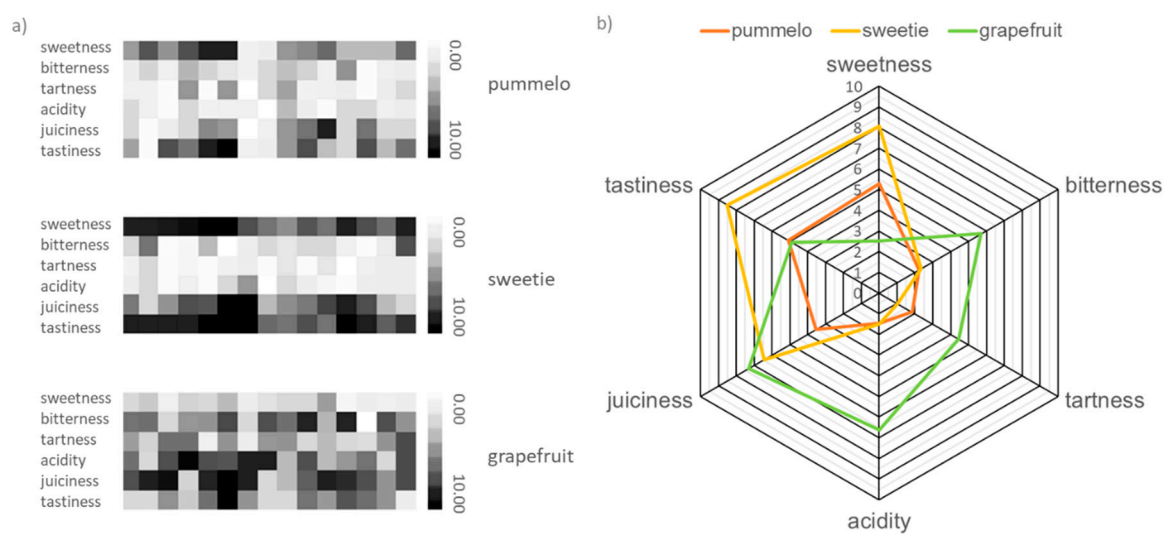 a)
sweetness
bitterness
tartness
acidity
juiciness
tastiness
0.00
10.00
pummelo
sweetness
bitterness
tartness
acidity
juiciness
tastiness
0.00
10.00
sweetie
sweetness
bitterness
tartness
acidity
juiciness
tastiness
0.00
10.00
grapefruit
b)
pummelo sweetie grapefruit
sweetness
10
9
8
7
6
5
4
3
2
1
0
tastiness
bitterness
juiciness
tartness
acidity